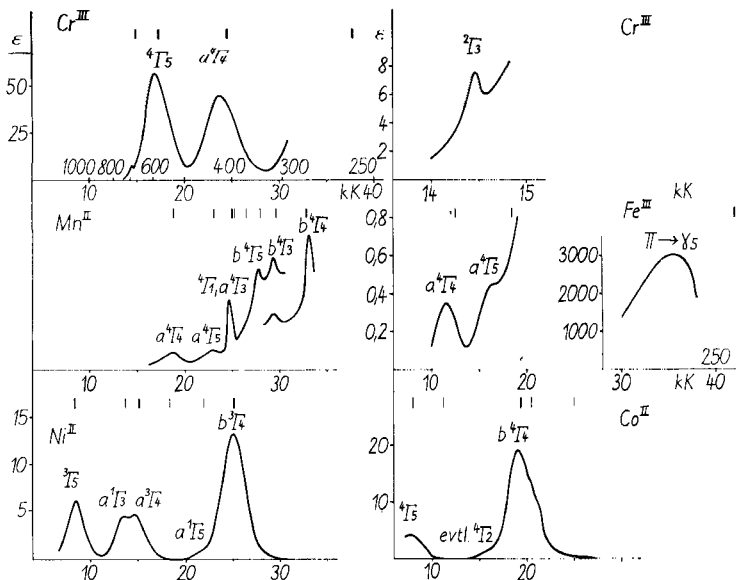 Cr^III
ε
50
25
⁴Γ5
a⁴Γ4
1000 800 600 400 300 250
10 20 30 kK 40
Cr^III
ε
8
6
4
2
²Γ3
14 15
kK
Mn^II
a⁴Γ4
a⁴Γ5
⁴Γ1, a⁴Γ3
b⁴Γ5
b⁴Γ3
b⁴Γ4
10 20 30
Fe^III
0,8
0,6
0,4
0,2
a⁴Γ4
a⁴Γ5
10 20
π→γ5
3000
2000
1000
250
30 kK 40
Ni^II
15
10
5
³Γ5
a¹Γ3
a³Γ4
a¹Γ5
b³Γ4
10 20 30
Co^II
20
10
⁴Γ5
evtl. ⁴Γ2
b⁴Γ4
10 20
kK